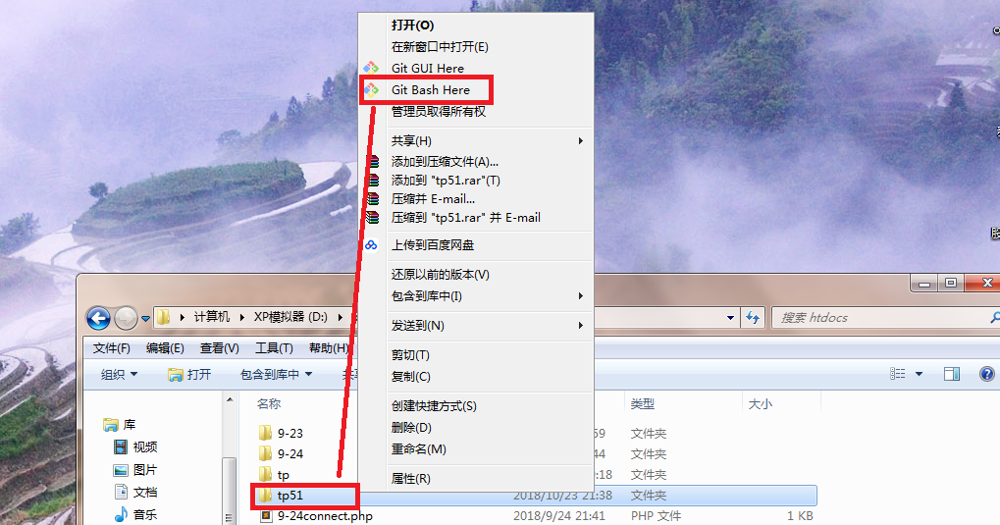 打开(O)
在新窗口中打开(E)
Git GUI Here
Git Bash Here
管理员取得所有权
共享(H)
添加到压缩文件(A)...
添加到 "tp51.rar"(T)
压缩并 E-mail...
压缩到 "tp51.rar" 并 E-mail
上传到百度网盘
还原以前的版本(V)
包含到库中(I)
发送到(N)
剪切(T)
复制(C)
创建快捷方式(S)
删除(D)
重命名(M)
属性(R)
计算机 XP模拟器 (D:) 搜索 htdocs
文件(F) 编辑(E) 查看(V) 工具(T) 帮助(H)
组织 打开 包含到库中
名称 类型 大小
库
视频
图片
文档
音乐
9-23 59 文件夹
9-24 44 文件夹
tp 9:18 文件夹
tp51 2018/10/23 21:38 文件夹
9-24connect.php 2018/9/24 21:41 PHP 文件 1 KB